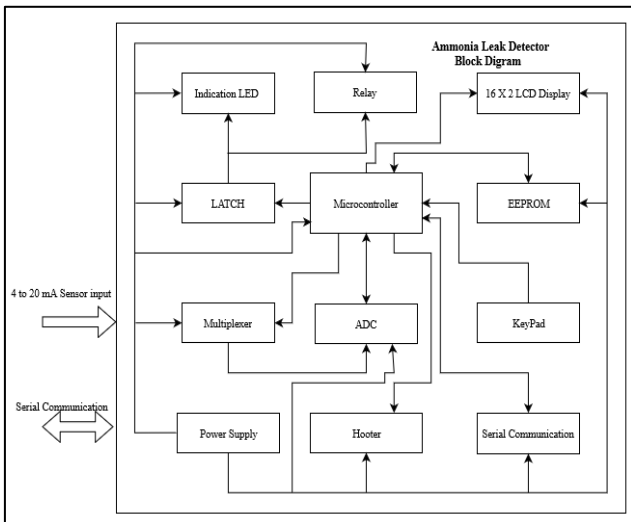 Ammonia Leak Detector
Block Digram
Indication LED
Relay
16 X 2 LCD Display
LATCH
Microcontroller
EEPROM
4 to 20 mA Sensor input
Multiplexer
ADC
KeyPad
Serial Communication
Power Supply
Hooter
Serial Communication